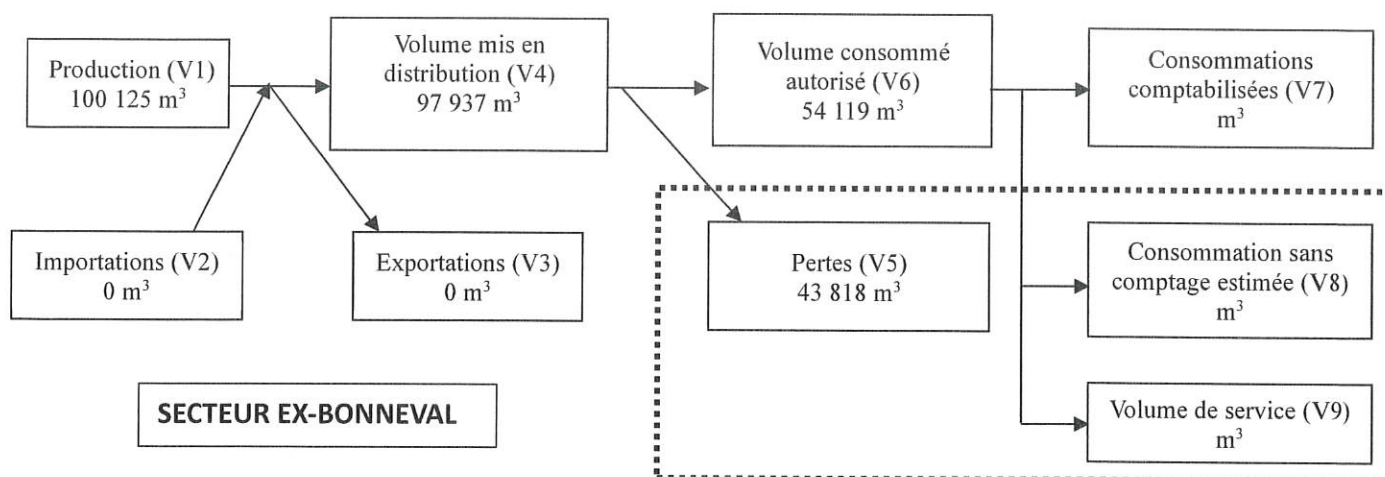 Production (V1)
100 125 m³
Volume mis en
distribution (V4)
97 937 m³
Volume consommé
autorisé (V6)
54 119 m³
Consommations
comptabilisées (V7)
m³
Importations (V2)
0 m³
Exportations (V3)
0 m³
Pertes (V5)
43 818 m³
Consommation sans
comptage estimée (V8)
m³
SECTEUR EX-BONNEVAL
Volume de service (V9)
m³